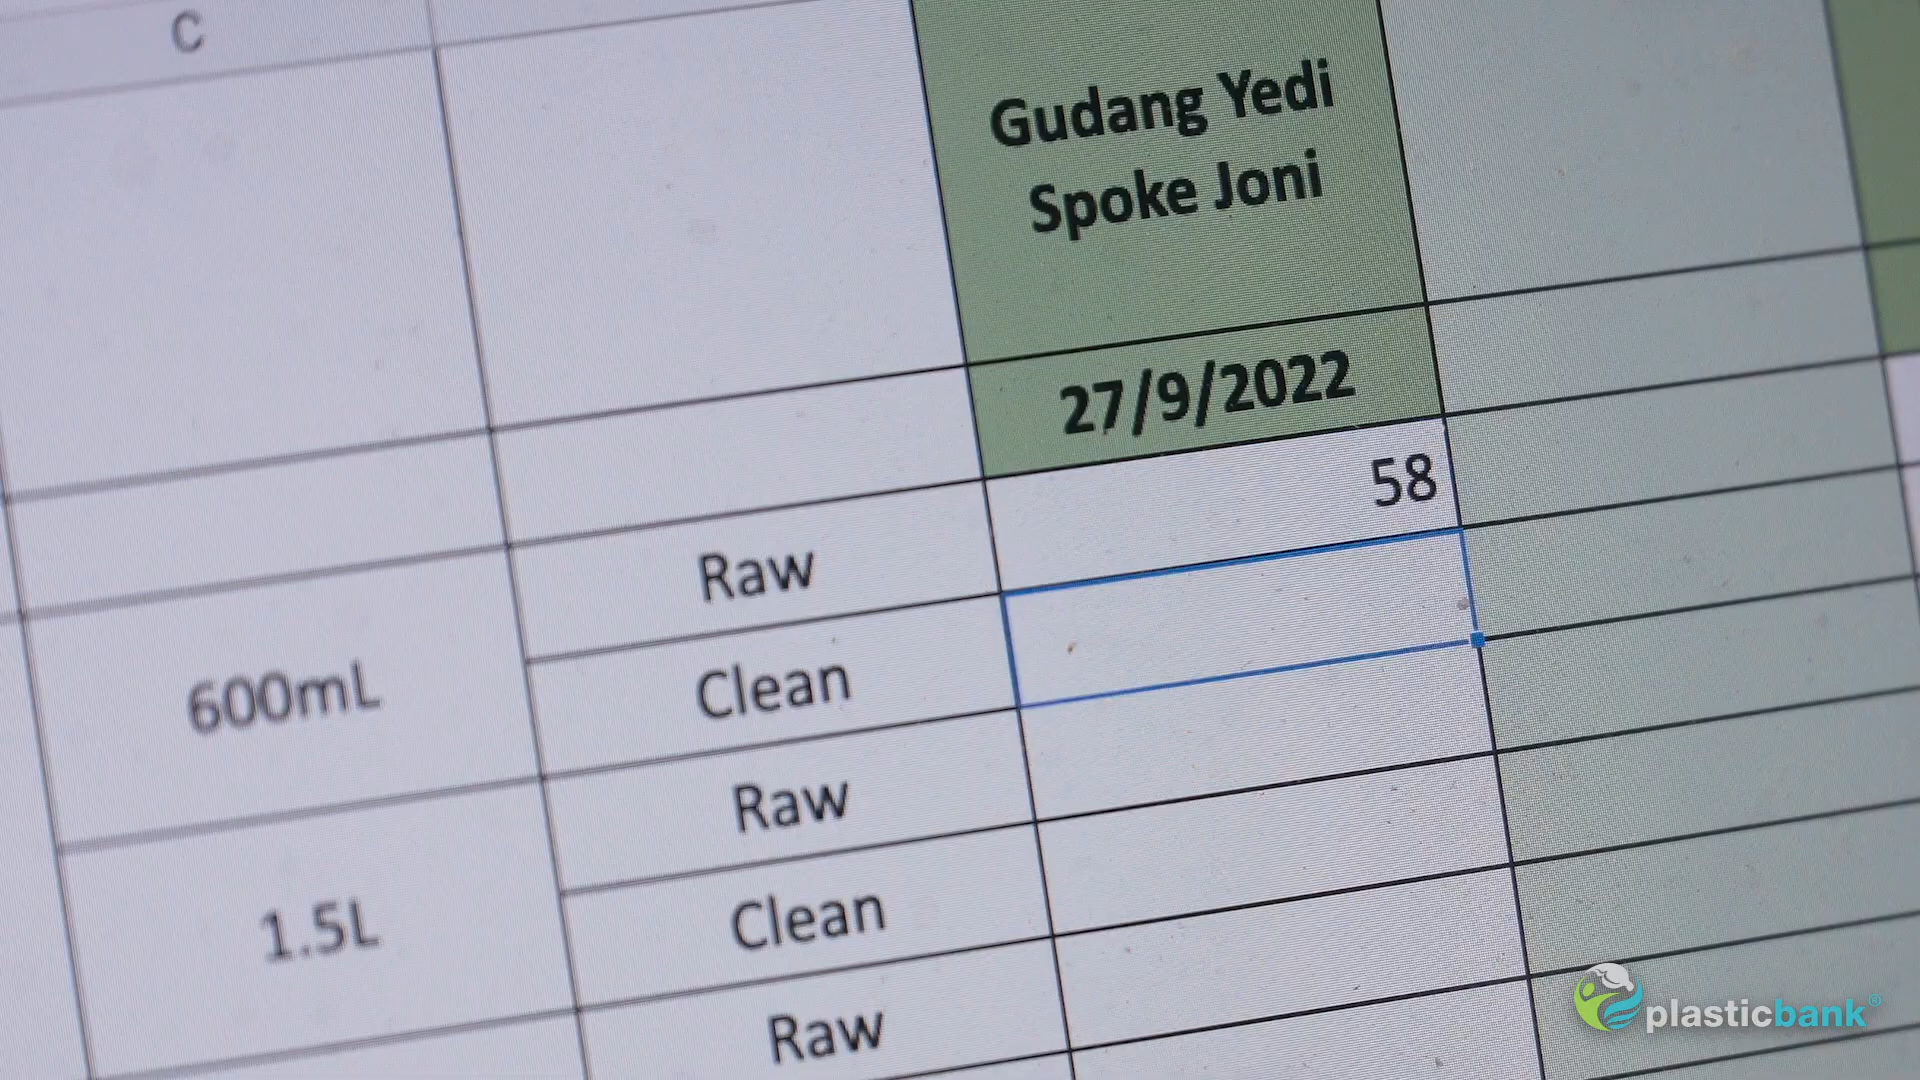 C
Gudang Yedi
Spoke Joni
27/9/2022
58
Raw
600mL
Clean
Raw
1.5L
Clean
Raw
plasticbank®